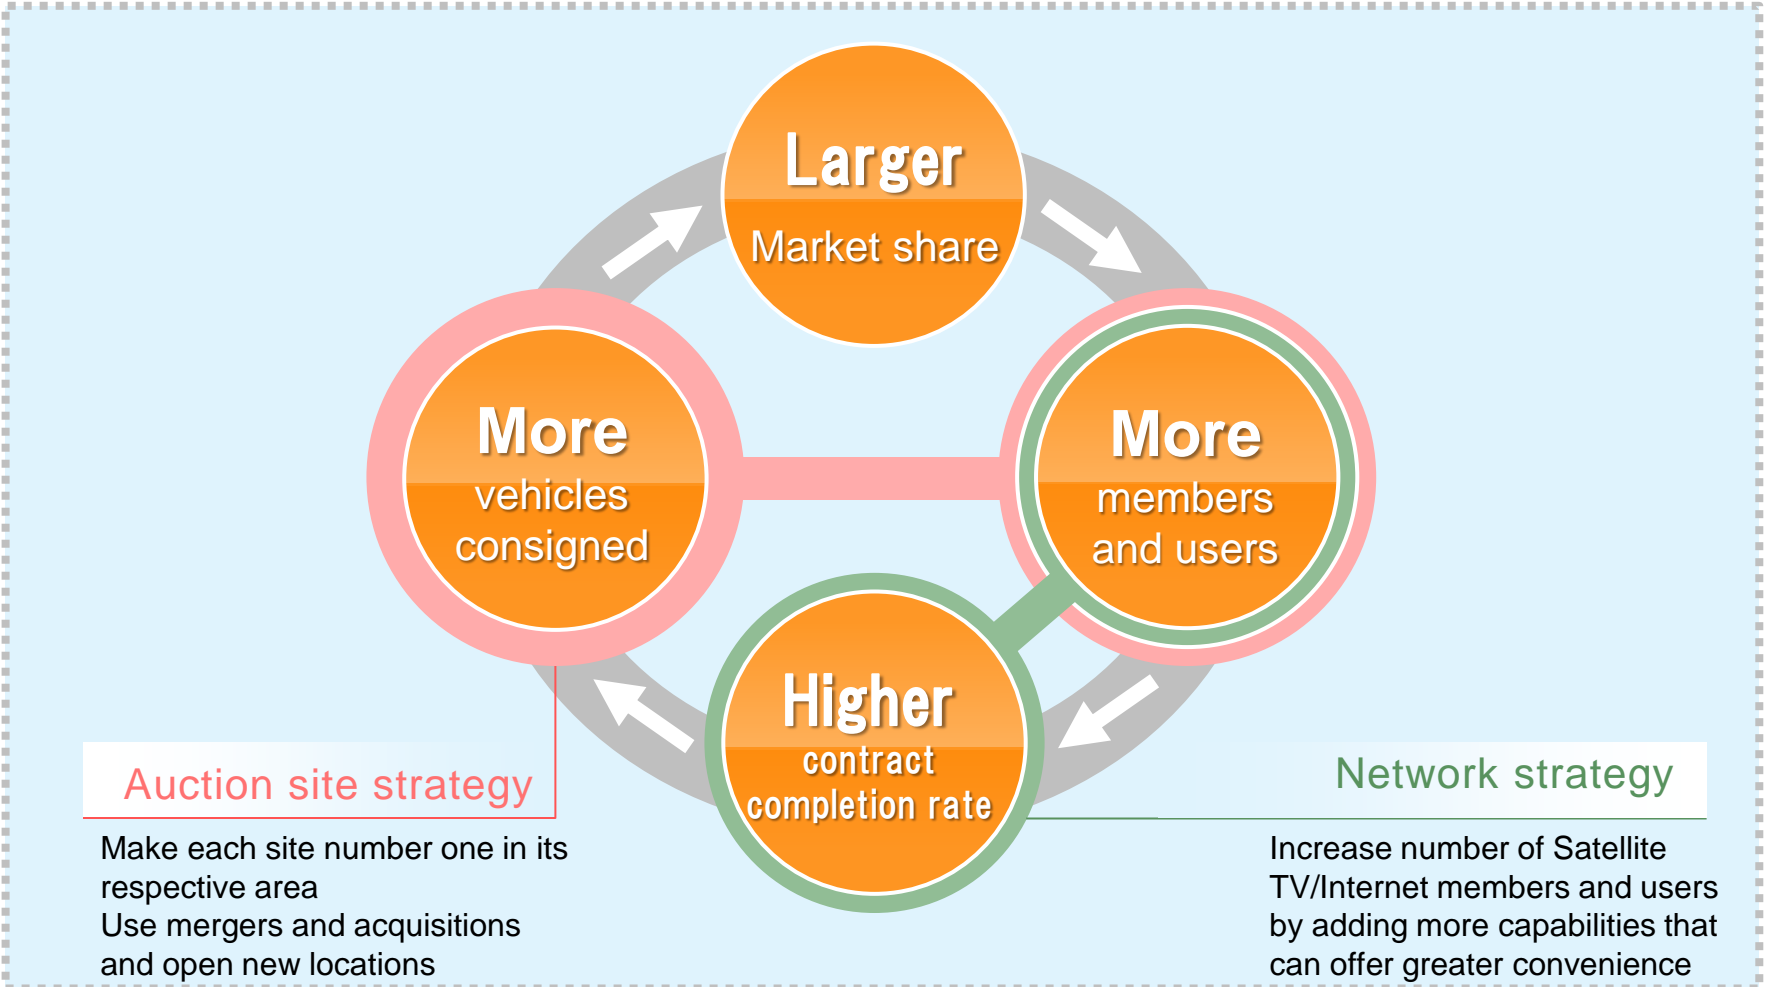 Larger
Market share
More
vehicles
consigned
More
members
and users
Higher
contract
completion rate
Auction site strategy
Make each site number one in its
respective area
Use mergers and acquisitions
and open new locations
Network strategy
Increase number of Satellite
TV/Internet members and users
by adding more capabilities that
can offer greater convenience